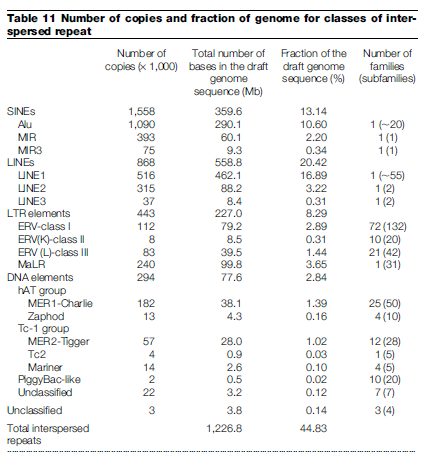 Table 11 Number of copies and fraction of genome for classes of inter-
spersed repeat
Number of Total number of Fraction of the Number of
copies (× 1,000) bases in the draft draft genome families
genome sequence (%) (subfamilies)
sequence (Mb)
SINEs 1,558 359.6 13.14
Alu 1,090 290.1 10.60 1 (~20)
MIR 393 60.1 2.20 1 (1)
MIR3 75 9.3 0.34 1 (1)
LINEs 868 558.8 20.42
LINE1 516 462.1 16.89 1 (~55)
LINE2 315 88.2 3.22 1 (2)
LINE3 37 8.4 0.31 1 (2)
LTR elements 443 227.0 8.29
ERV-class I 112 79.2 2.89 72 (132)
ERV(K)-class II 8 8.5 0.31 10 (20)
ERV (L)-class III 83 39.5 1.44 21 (42)
MaLR 240 99.8 3.65 1 (31)
DNA elements 294 77.6 2.84
hAT group
MER1-Charlie 182 38.1 1.39 25 (50)
Zaphod 13 4.3 0.16 4 (10)
Tc-1 group
MER2-Tigger 57 28.0 1.02 12 (28)
Tc2 4 0.9 0.03 1 (5)
Mariner 14 2.6 0.10 4 (5)
PiggyBac-like 2 0.5 0.02 10 (20)
Unclassified 22 3.2 0.12 7 (7)
Unclassified 3 3.8 0.14 3 (4)
Total interspersed 1,226.8 44.83
repeats